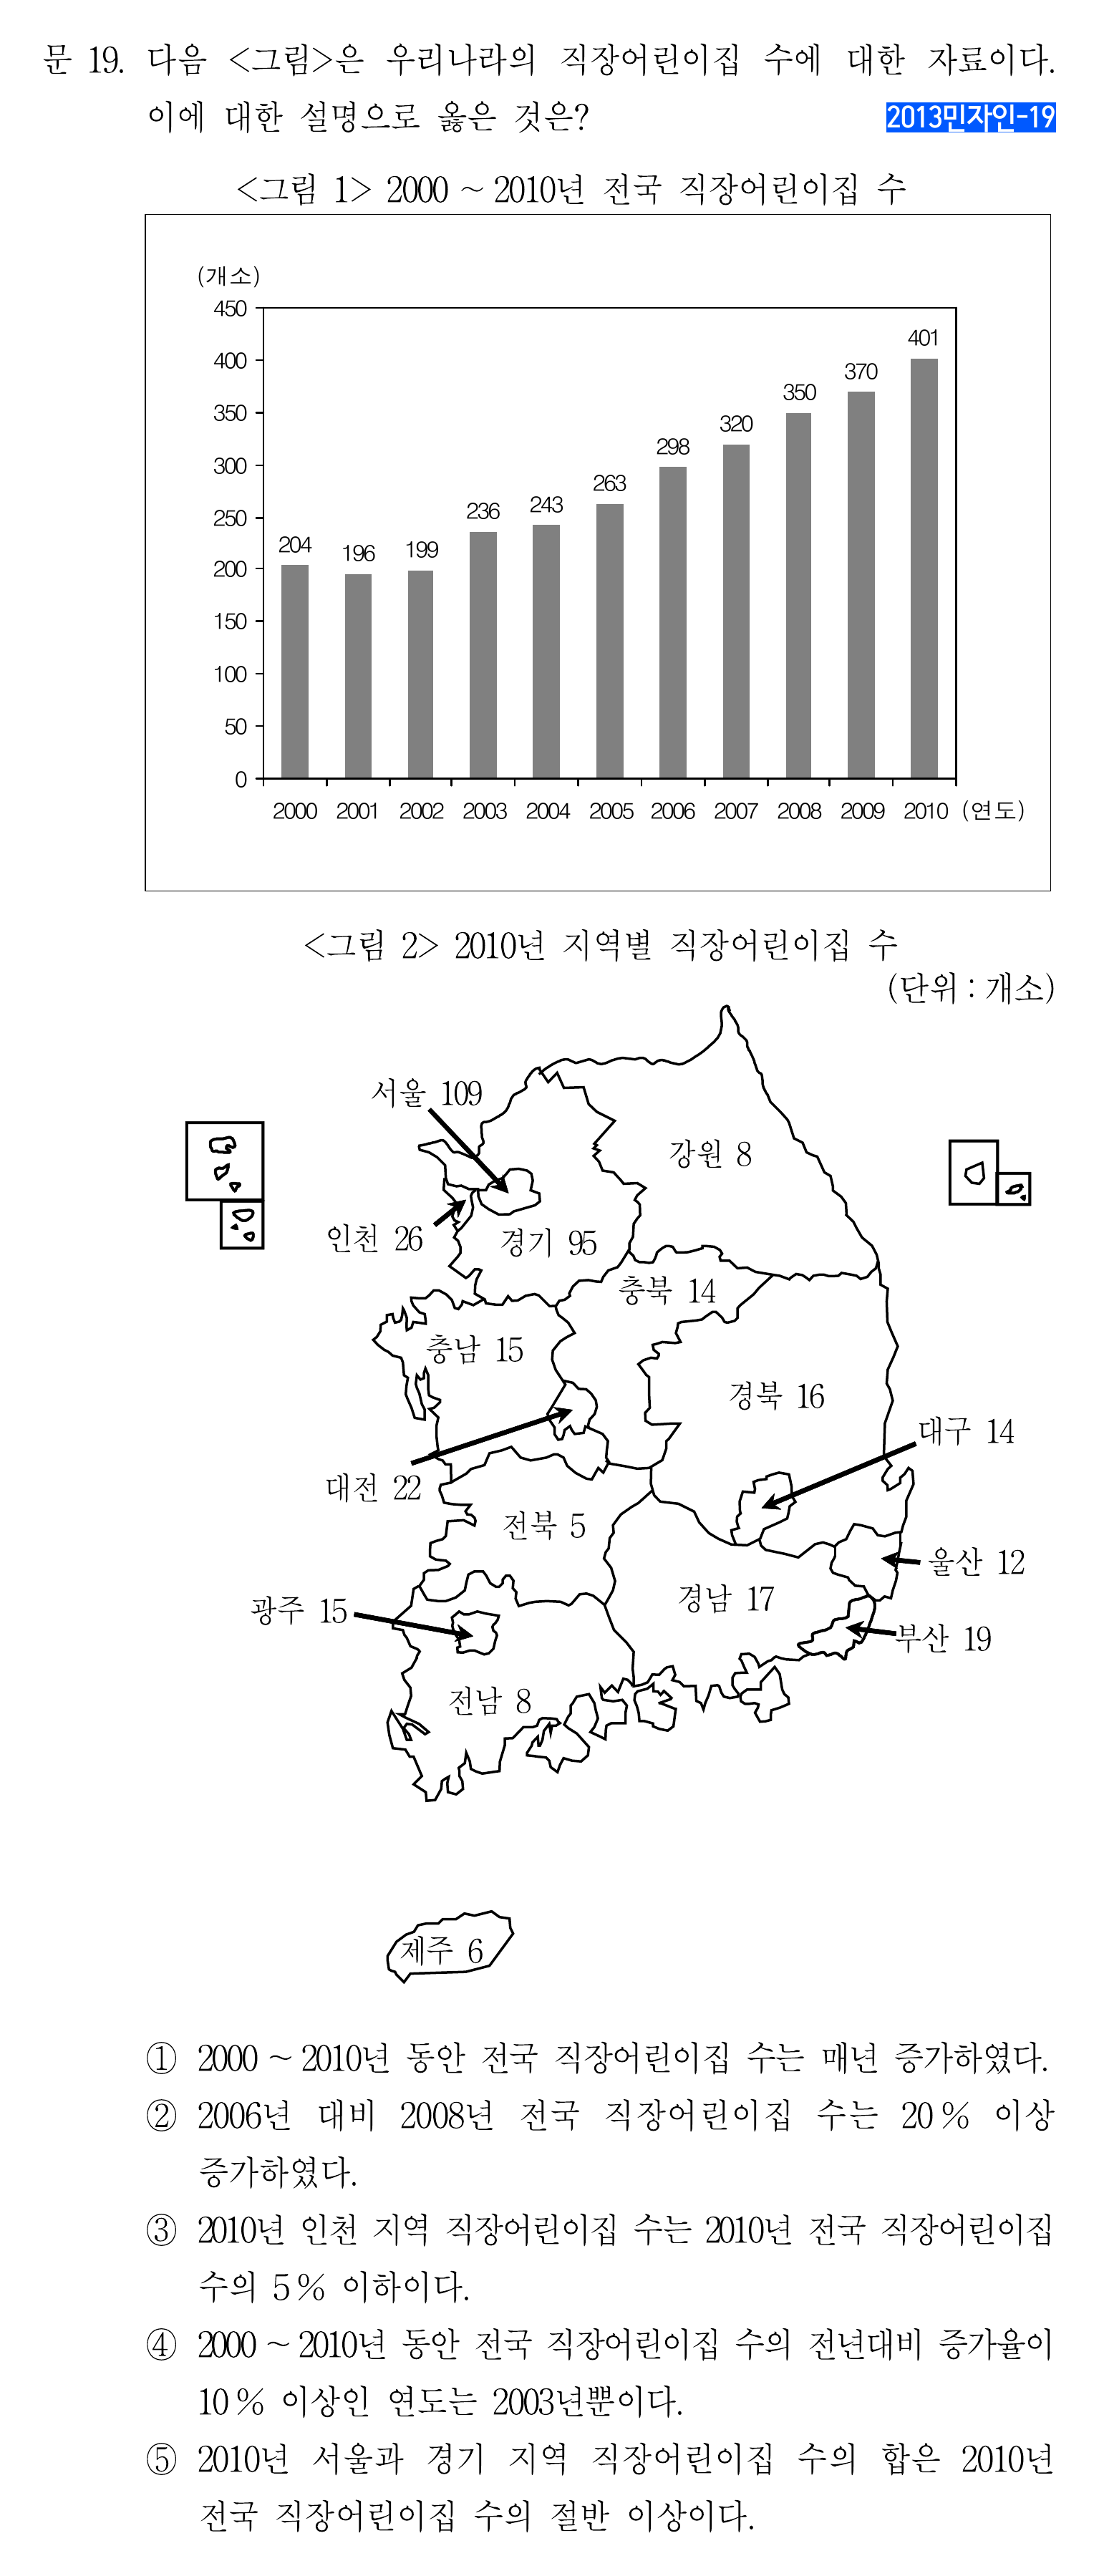 문 19. 다음 <그림>은 우리나라의 직장어린이집 수에 대한 자료이다.
이에 대한 설명으로 옳은 것은?
2013민자인-19
<그림 1> 2000 ~ 2010년 전국 직장어린이집 수
(개소)
450
400
350
300
250
200
150
100
50
0
204 196 199 236 243 263 298 320 350 370 401
2000 2001 2002 2003 2004 2005 2006 2007 2008 2009 2010 (연도)
<그림 2> 2010년 지역별 직장어린이집 수
(단위 : 개소)
서울 109
강원 8
인천 26
경기 95
충북 14
충남 15
경북 16
대구 14
대전 22
전북 5
울산 12
경남 17
광주 15
부산 19
전남 8
제주 6
① 2000 ~ 2010년 동안 전국 직장어린이집 수는 매년 증가하였다.
② 2006년 대비 2008년 전국 직장어린이집 수는 20 % 이상
증가하였다.
③ 2010년 인천 지역 직장어린이집 수는 2010년 전국 직장어린이집
수의 5 % 이하이다.
④ 2000 ~ 2010년 동안 전국 직장어린이집 수의 전년대비 증가율이
10 % 이상인 연도는 2003년뿐이다.
⑤ 2010년 서울과 경기 지역 직장어린이집 수의 합은 2010년
전국 직장어린이집 수의 절반 이상이다.